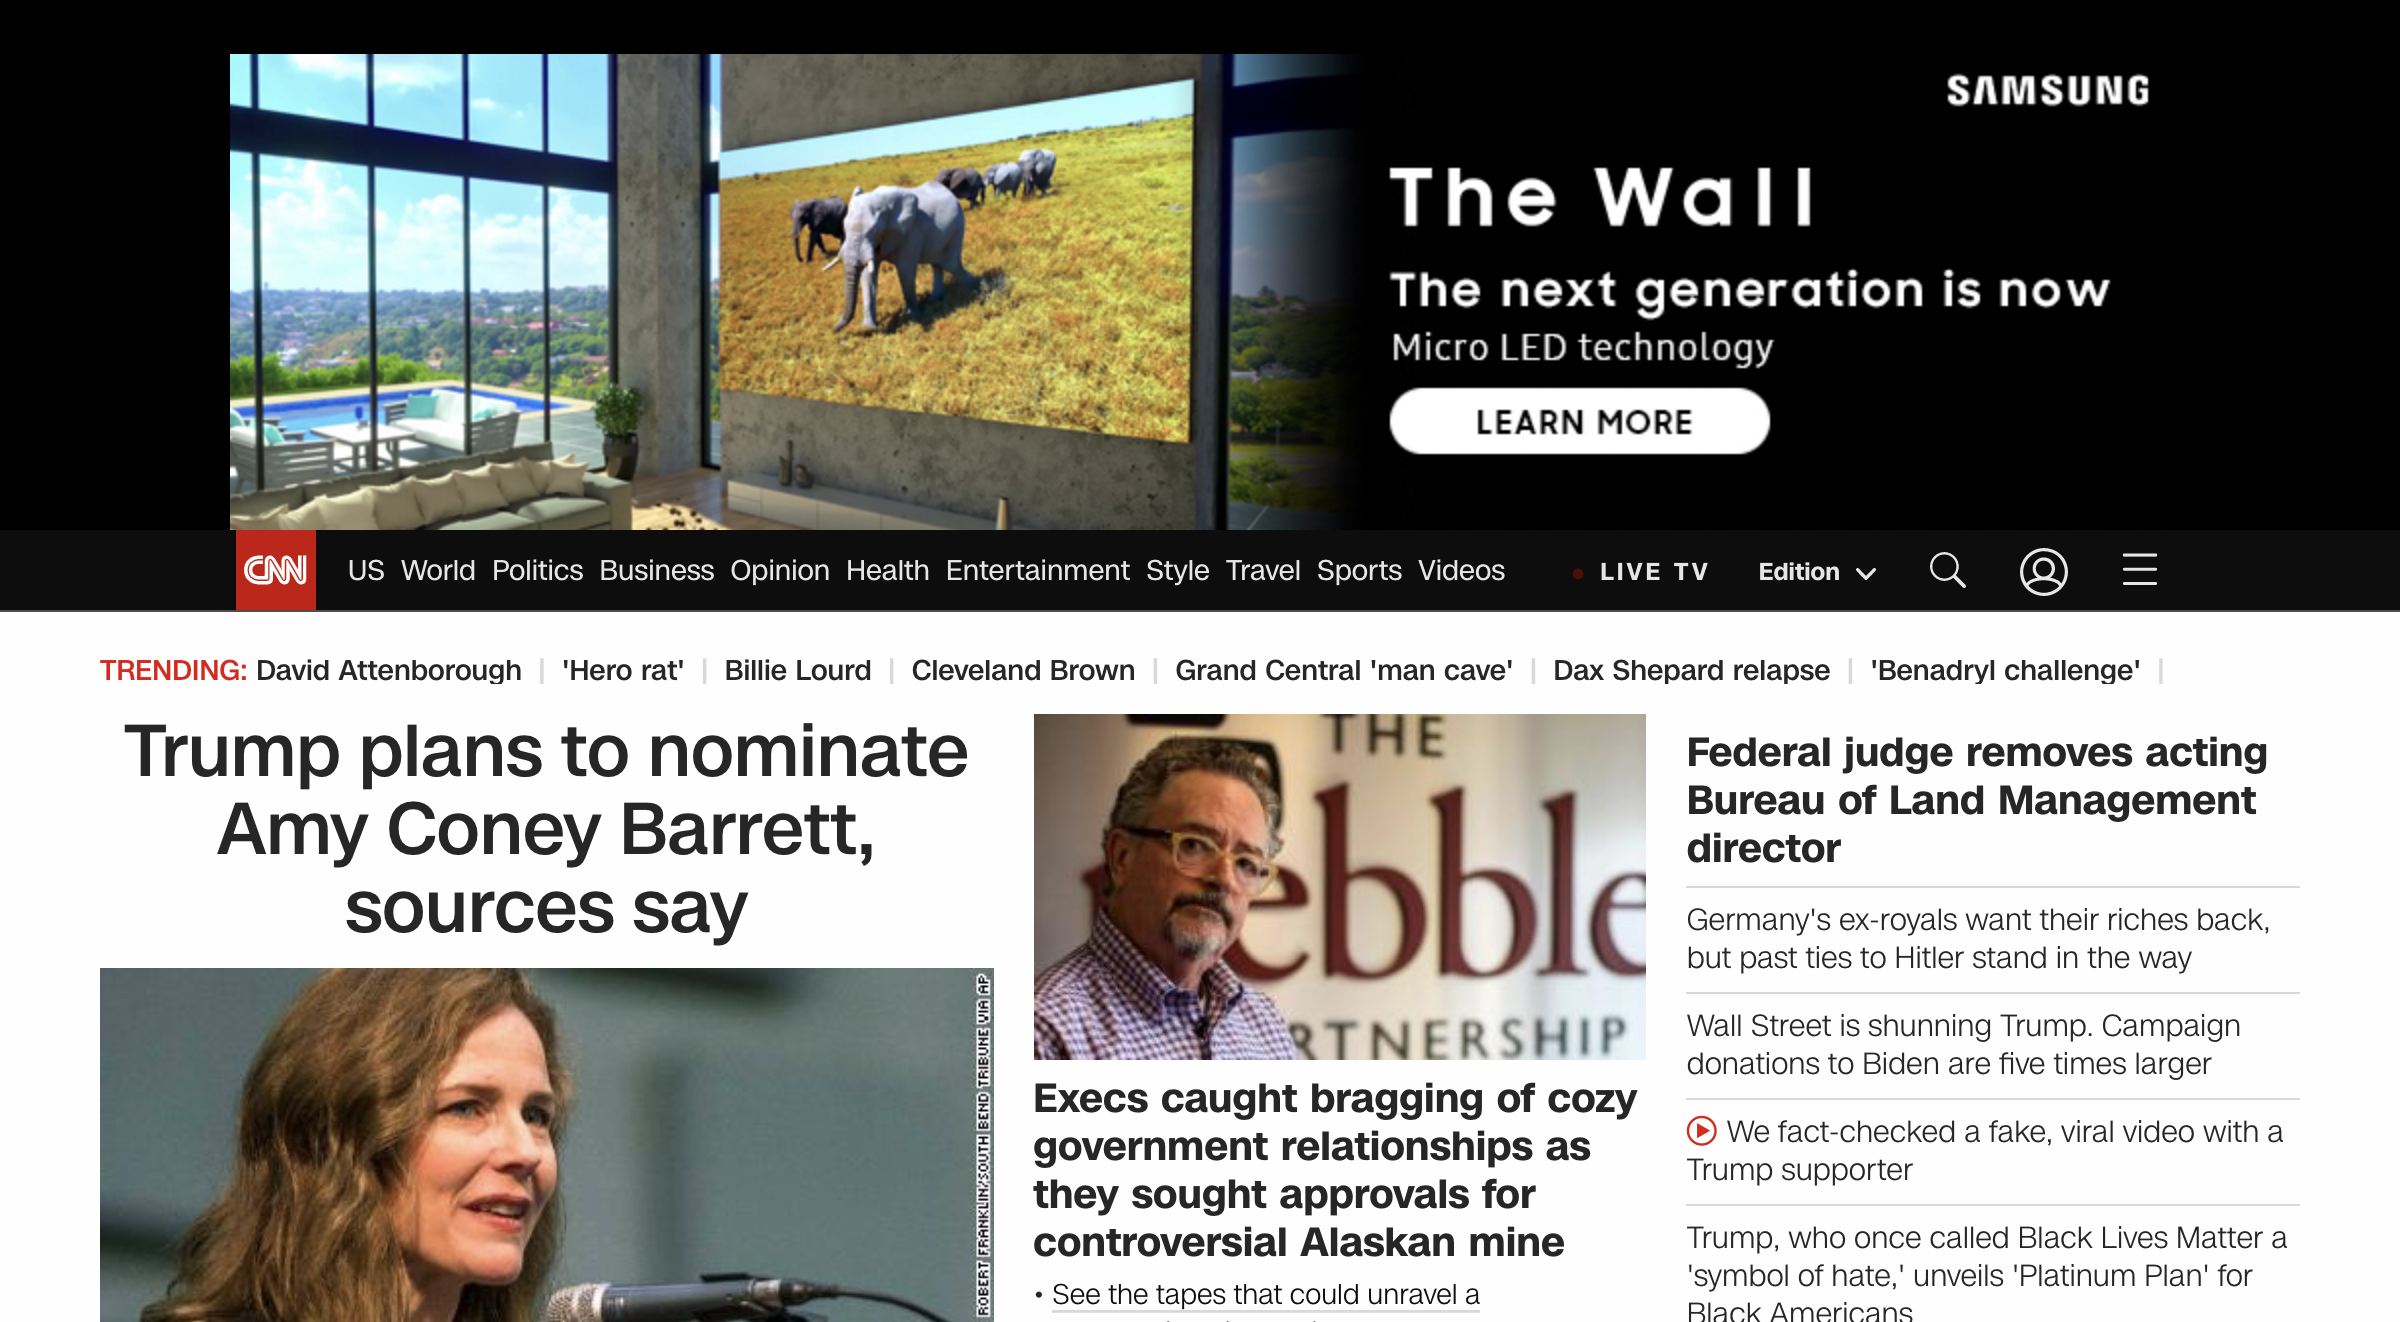 SAMSUNG
The Wall
The next generation is now
Micro LED technology
LEARN MORE
CNN US World Politics Business Opinion Health Entertainment Style Travel Sports Videos LIVE TV Edition
TRENDING: David Attenborough | 'Hero rat' | Billie Lourd | Cleveland Brown | Grand Central 'man cave' | Dax Shepard relapse | 'Benadryl challenge' |
Trump plans to nominate
Amy Coney Barrett,
sources say
ROBERT FRANKLIN/SOUTH BEND TRIBUNE VIA AP
THE
ebble
RTNERSHIP
Execs caught bragging of cozy
government relationships as
they sought approvals for
controversial Alaskan mine
• See the tapes that could unravel a
Federal judge removes acting
Bureau of Land Management
director
Germany's ex-royals want their riches back,
but past ties to Hitler stand in the way
Wall Street is shunning Trump. Campaign
donations to Biden are five times larger
We fact-checked a fake, viral video with a
Trump supporter
Trump, who once called Black Lives Matter a
'symbol of hate,' unveils 'Platinum Plan' for
Black Americans